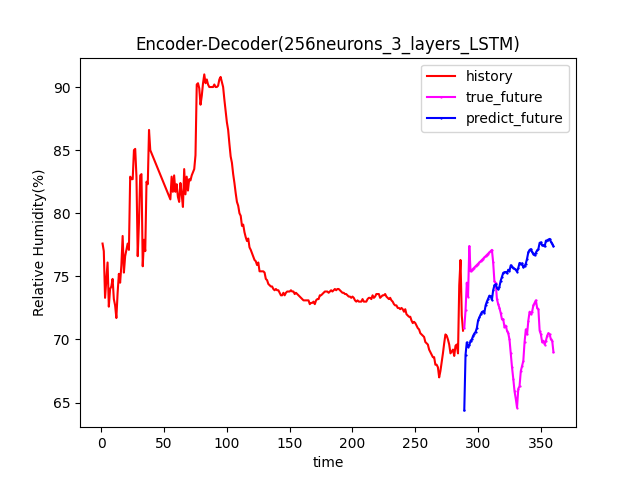 Encoder-Decoder(256neurons_3_layers_LSTM)
history
true_future
predict_future
Relative Humidity(%)
90
85
80
75
70
65
0
50
100
150
200
250
300
350
time